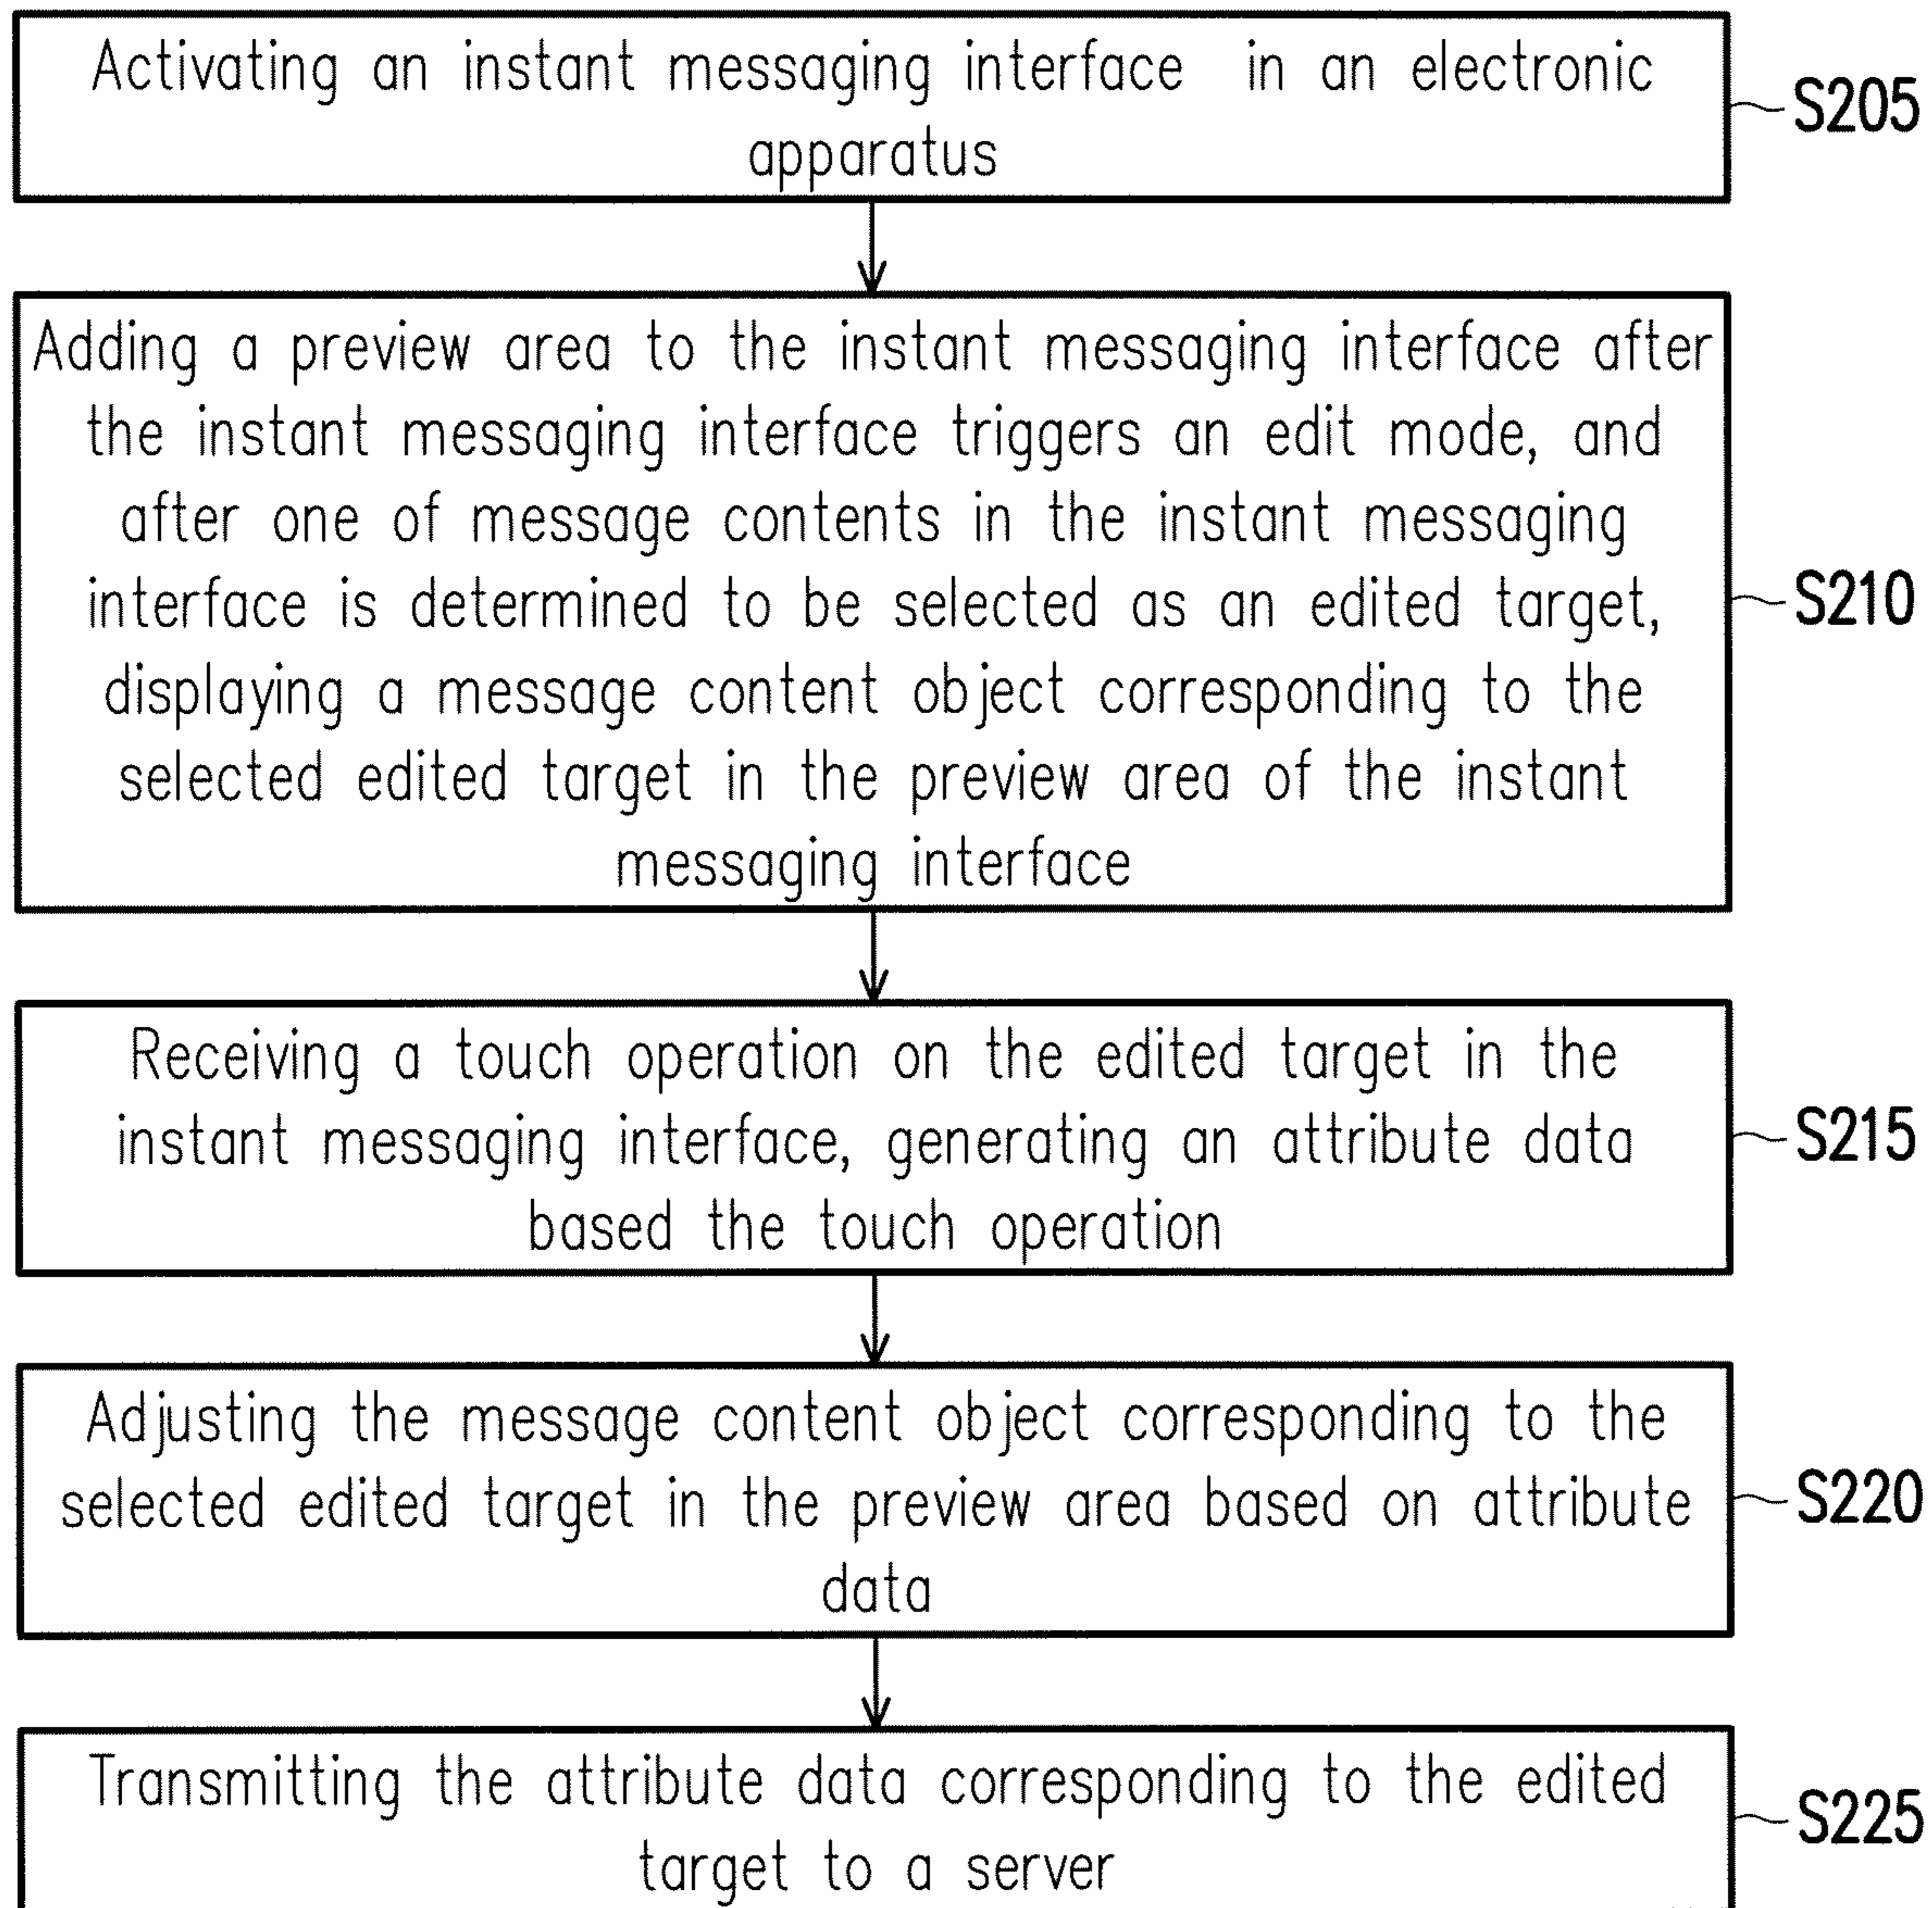 Activating an instant messaging interface in an electronic
apparatus
S205
Adding a preview area to the instant messaging interface after
the instant messaging interface triggers an edit mode, and
after one of message contents in the instant messaging
interface is determined to be selected as an edited target,
displaying a message content object corresponding to the
selected edited target in the preview area of the instant
messaging interface
S210
Receiving a touch operation on the edited target in the
instant messaging interface, generating an attribute data
based the touch operation
S215
Adjusting the message content object corresponding to the
selected edited target in the preview area based on attribute
data
S220
Transmitting the attribute data corresponding to the edited
target to a server
S225